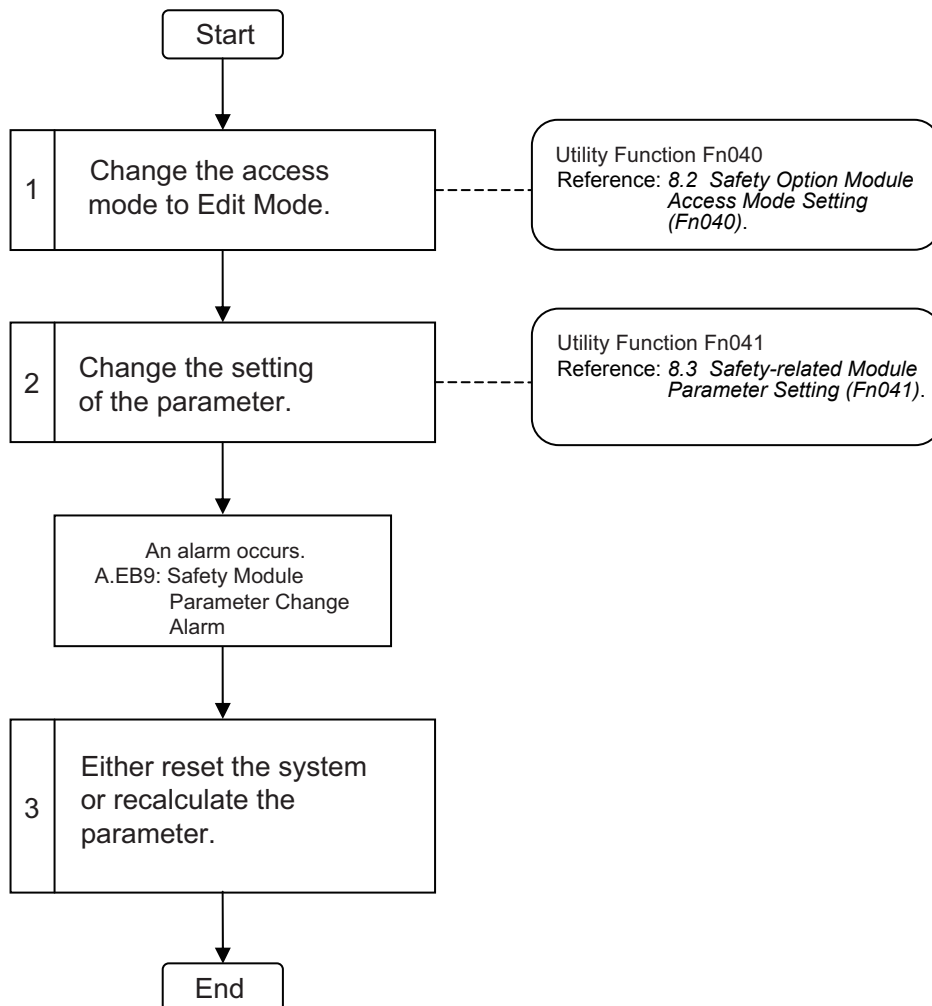 Start
1
Change the access
mode to Edit Mode.
Utility Function Fn040
Reference: 8.2 Safety Option Module
Access Mode Setting
(Fn040).
2
Change the setting
of the parameter.
Utility Function Fn041
Reference: 8.3 Safety-related Module
Parameter Setting (Fn041).
An alarm occurs.
A.EB9: Safety Module
Parameter Change
Alarm
3
Either reset the system
or recalculate the
parameter.
End